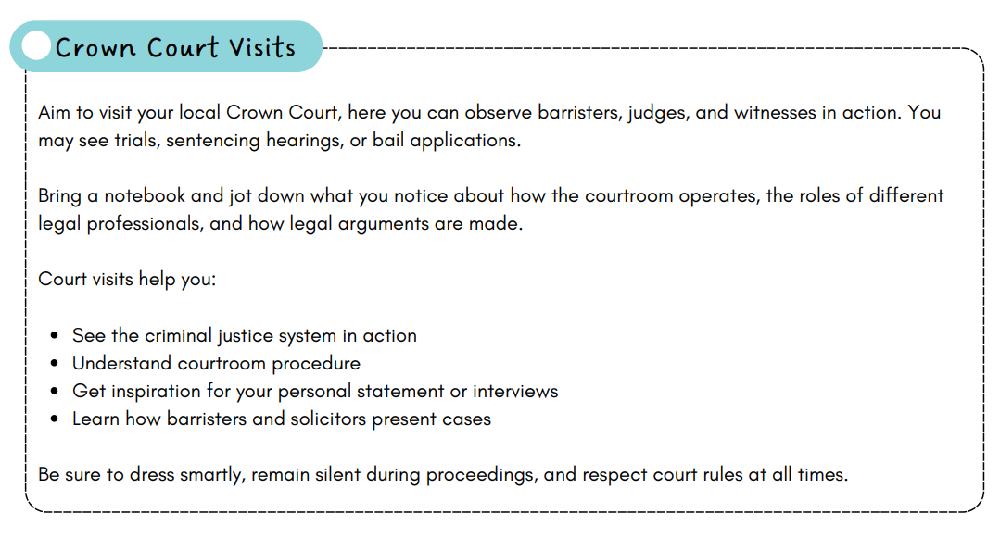 Crown Court Visits
Aim to visit your local Crown Court, here you can observe barristers, judges, and witnesses in action. You
may see trials, sentencing hearings, or bail applications.
Bring a notebook and jot down what you notice about how the courtroom operates, the roles of different
legal professionals, and how legal arguments are made.
Court visits help you:
• See the criminal justice system in action
• Understand courtroom procedure
• Get inspiration for your personal statement or interviews
• Learn how barristers and solicitors present cases
Be sure to dress smartly, remain silent during proceedings, and respect court rules at all times.